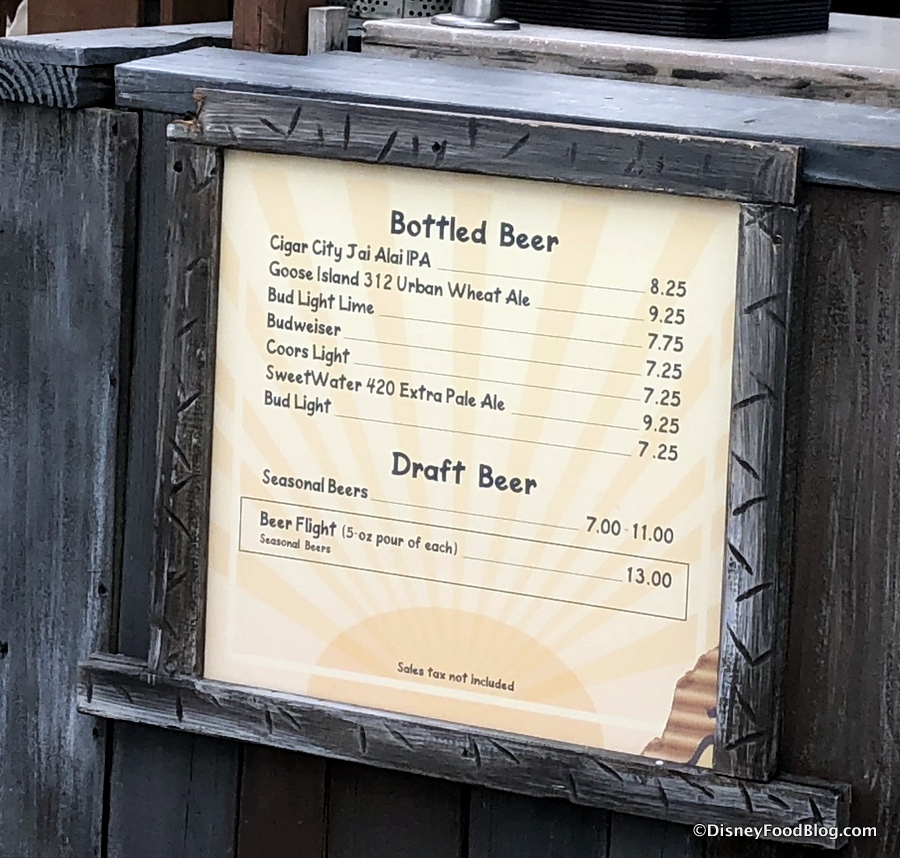 Bottled Beer
Cigar City Jai Alai IPA 8.25
Goose Island 312 Urban Wheat Ale 9.25
Bud Light Lime 7.75
Budweiser 7.25
Coors Light 7.25
SweetWater 420 Extra Pale Ale 9.25
Bud Light 7.25
Draft Beer
Seasonal Beers 7.00-11.00
Beer Flight (5-oz pour of each) 13.00
Seasonal Beers
Sales tax not included
©DisneyFoodBlog.com